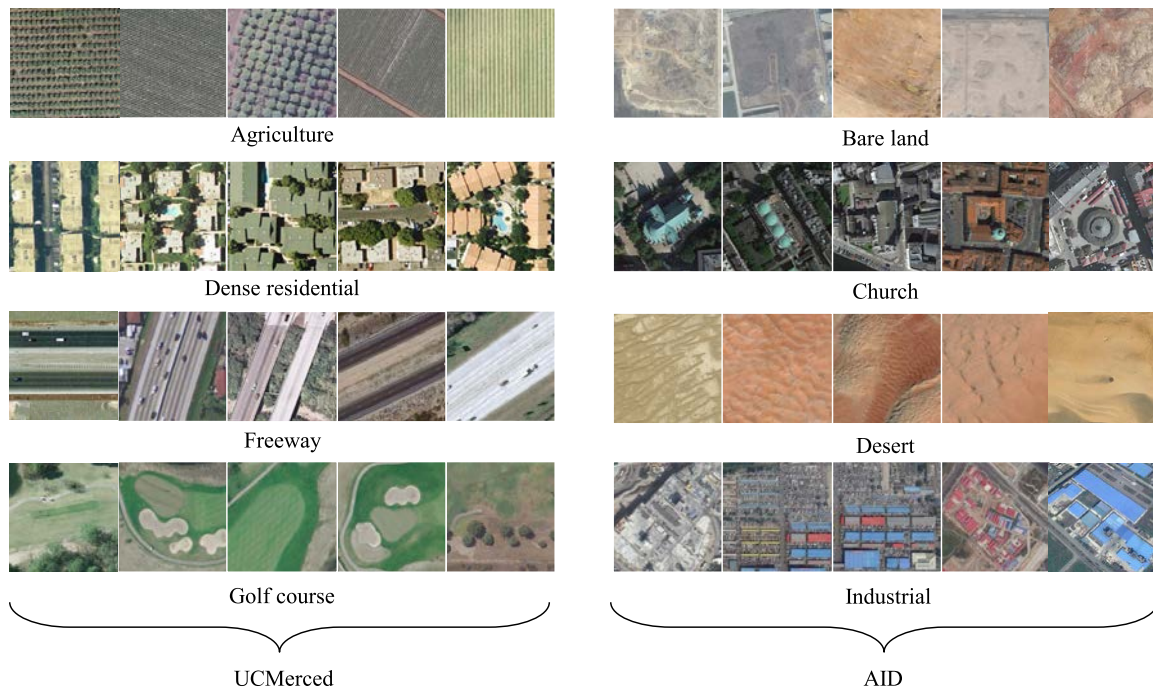 Agriculture
Bare land
Dense residential
Church
Freeway
Desert
Golf course
Industrial
UCMerced
AID